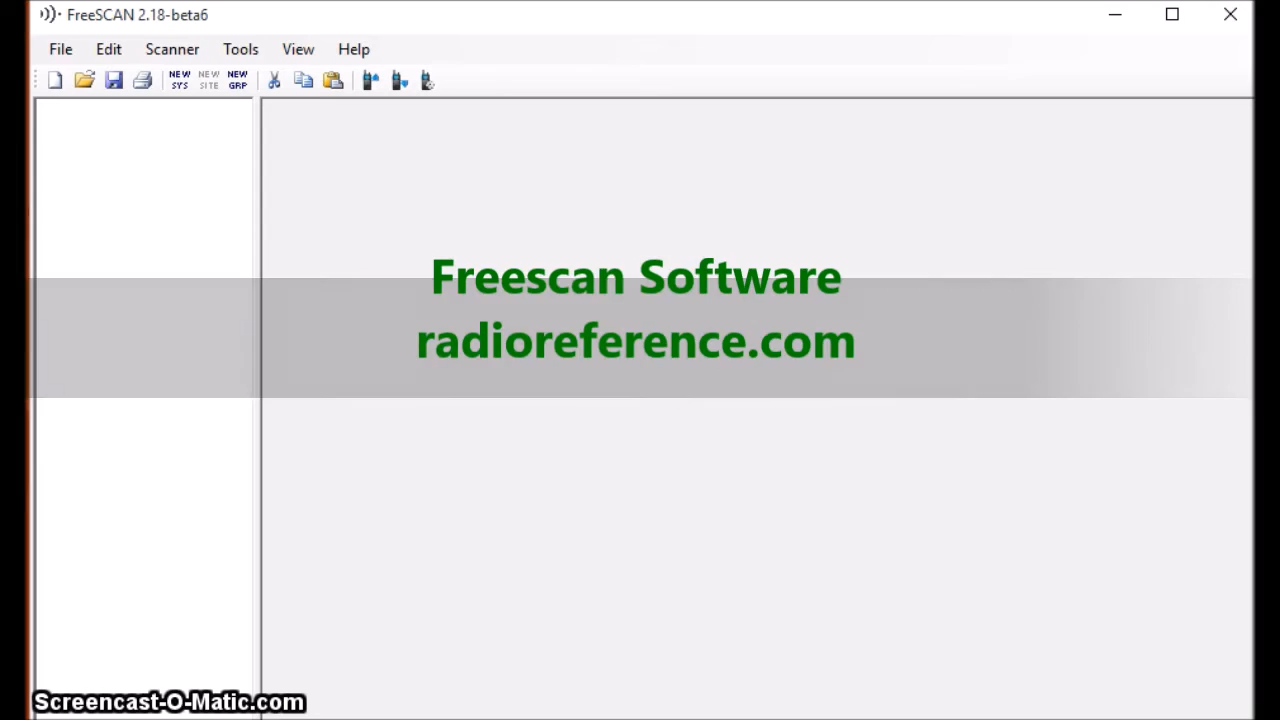 FreeSCAN 2.18-beta6
File Edit Scanner Tools View Help
NEW SYS NEW SITE NEW GRP
Freescan Software
radioreference.com
Screencast-O-Matic.com